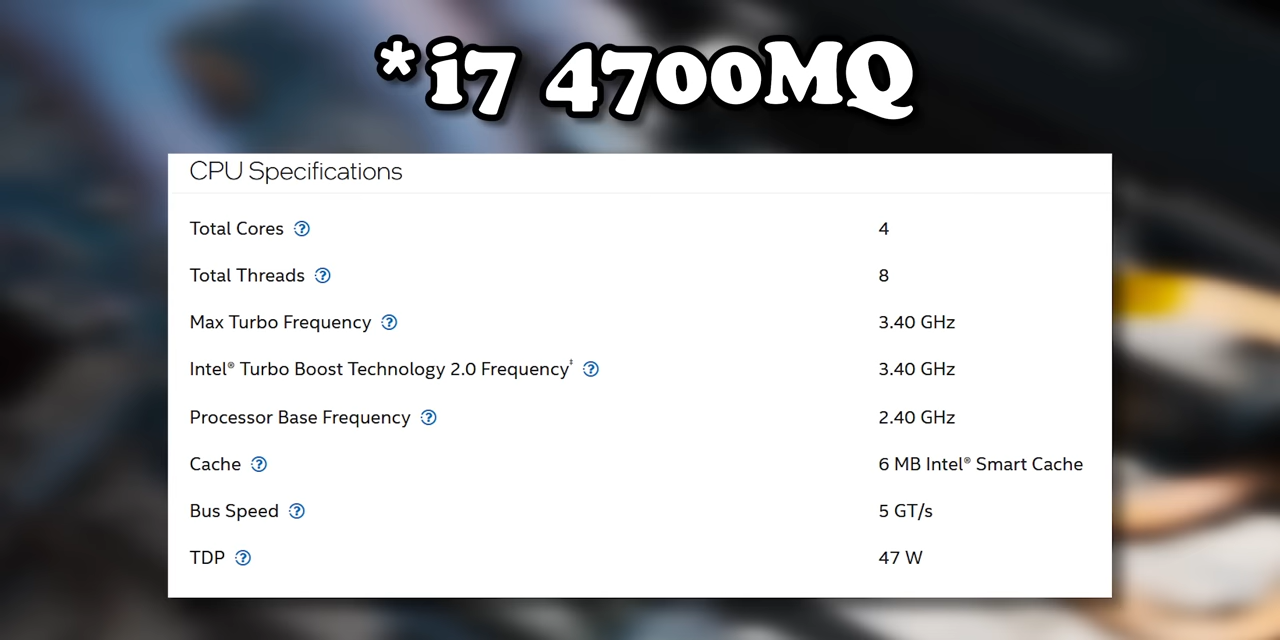 *i7 4700MQ
CPU Specifications
Total Cores ? 4
Total Threads ? 8
Max Turbo Frequency ? 3.40 GHz
Intel® Turbo Boost Technology 2.0 Frequency‡ ? 3.40 GHz
Processor Base Frequency ? 2.40 GHz
Cache ? 6 MB Intel® Smart Cache
Bus Speed ? 5 GT/s
TDP ? 47 W